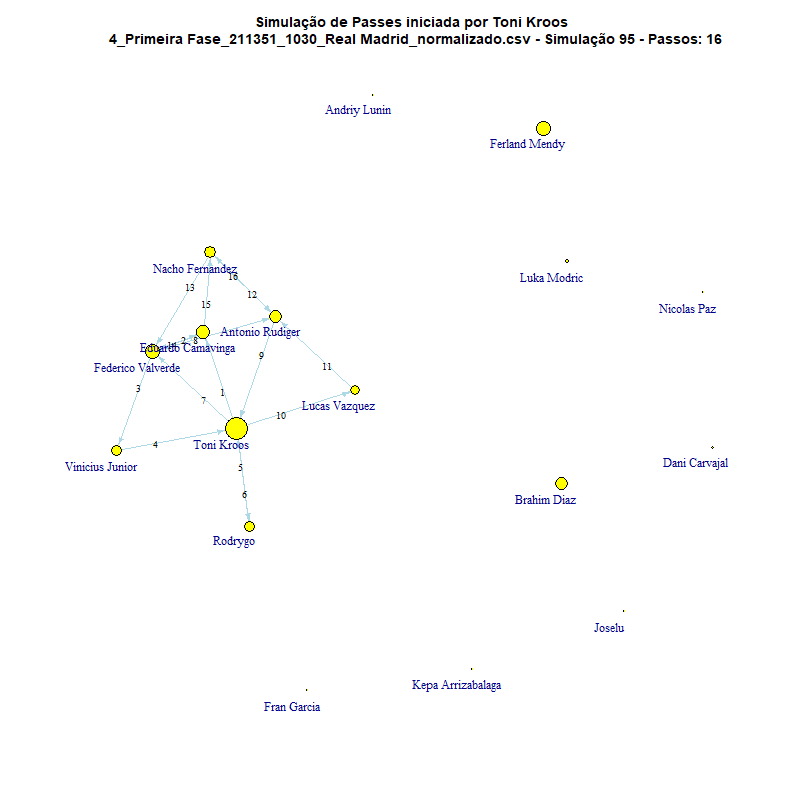 Simulação de Passes iniciada por Toni Kroos
4_Primeira Fase_211351_1030_Real Madrid_normalizado.csv - Simulação 95 - Passos: 16
Andriy Lunin
Ferland Mendy
Nacho Fernandez
16
Luka Modric
13
12
15
Nicolas Paz
Antonio Rudiger
2
8
Eduardo Camavinga
9
Federico Valverde
11
3
1
7
Lucas Vazquez
10
Toni Kroos
4
Vinicius Junior
5
Dani Carvajal
6
Brahim Diaz
Rodrygo
Joselu
Kepa Arrizabalaga
Fran Garcia